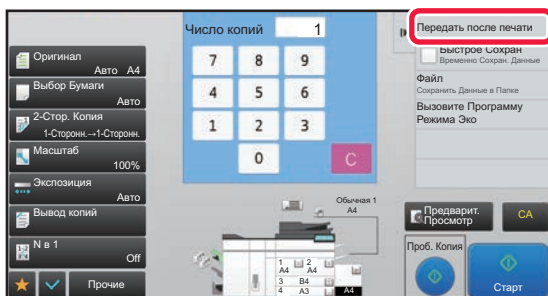 Число копий 1
Передать после печати
Быстрое Сохран
Временно Сохран. Данные
Файл
Сохранить Данные в Папке
Вызовите Программу
Режима Эко
Оригинал
Авто A4
Выбор Бумаги
Авто
2-Стор. Копия
1-Сторонн.→1-Сторонн.
Масштаб
100%
Экспозиция
Авто
Вывод копий
N в 1
Off
Прочие
7 8 9
4 5 6
1 2 3
0 C
Обычная 1
A4
1 2
A4 A4
3 B4
4 A3 A4
Предварит.
Просмотр
CA
Проб. Копия
Старт